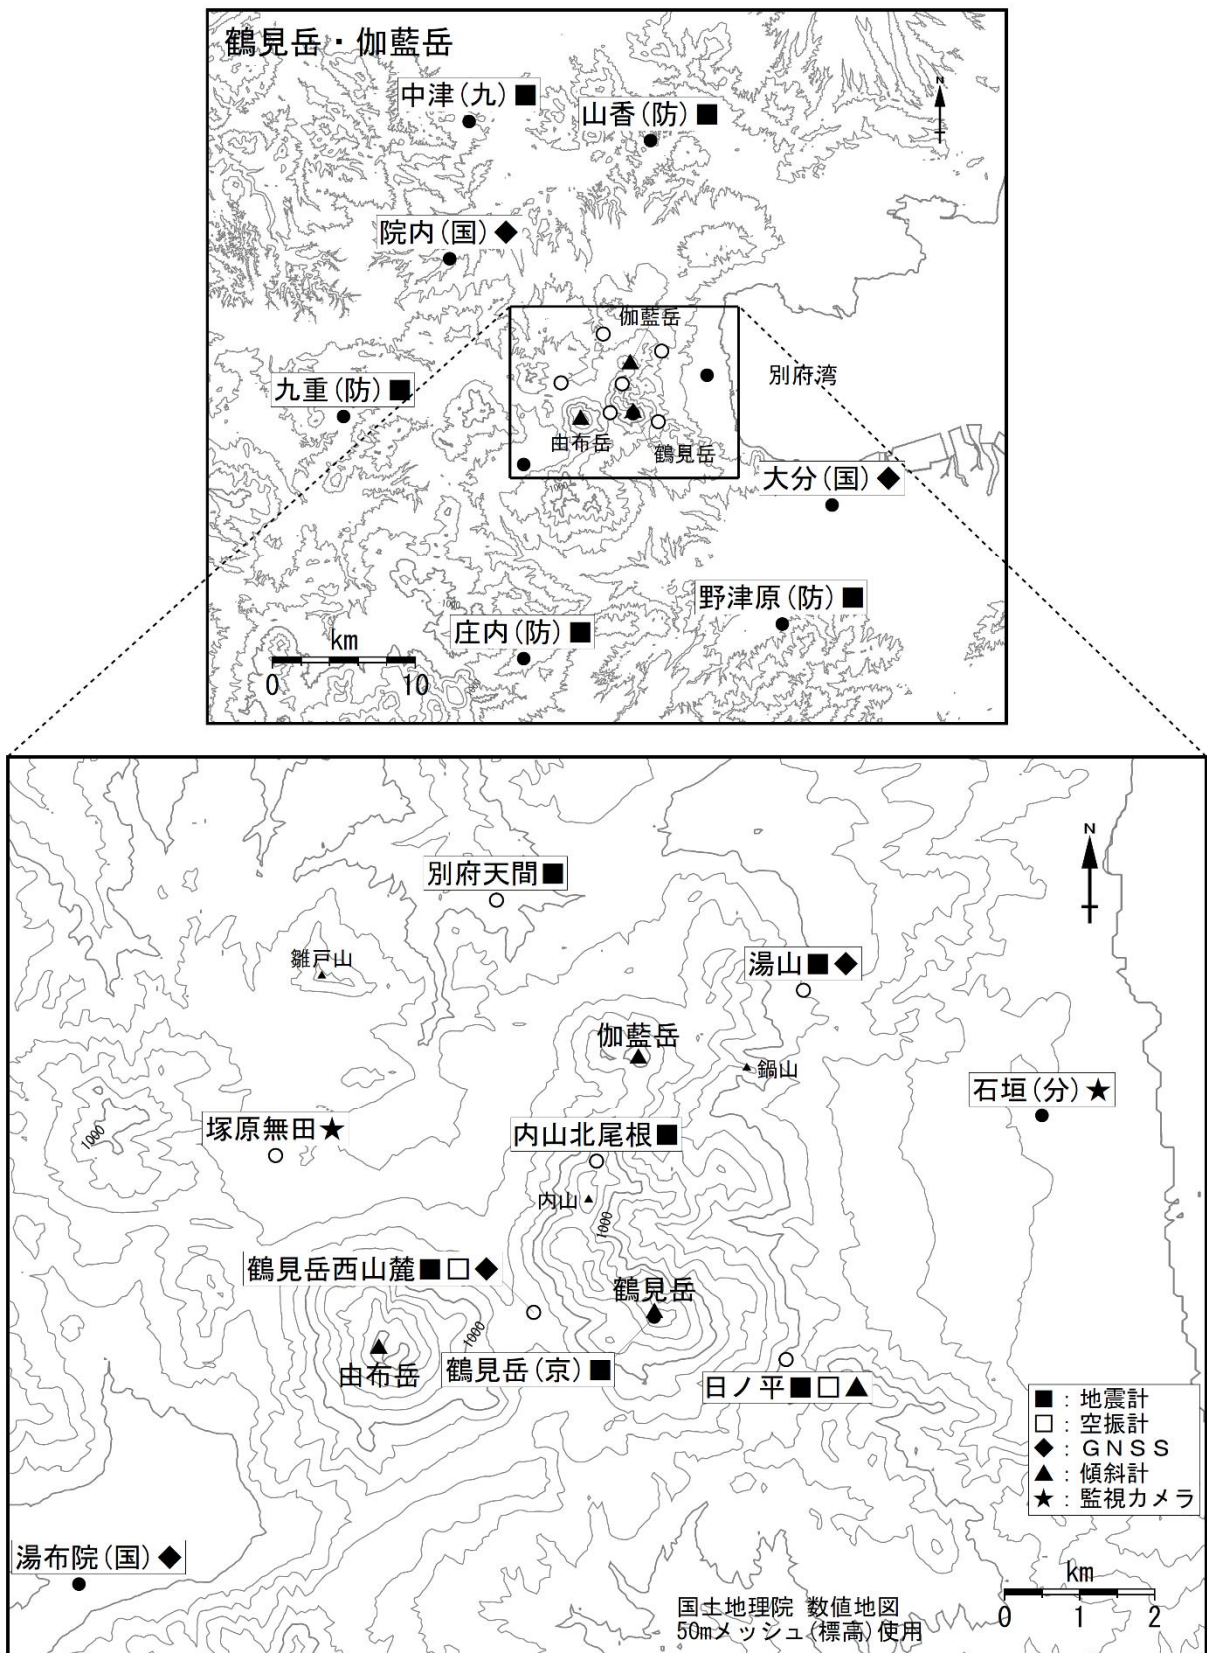 鶴見岳・伽藍岳
中津(九)■
山香(防)■
N
院内(国)◆
伽藍岳
九重(防)■
別府湾
由布岳
鶴見岳
大分(国)◆
1000
野津原(防)■
1000
庄内(防)■
km
0 10
別府天間■
N
雛戸山
湯山■◆
伽藍岳
鍋山
石垣(分)★
塚原無田★
内山北尾根■
1000
内山
1000
鶴見岳西山麓■□◆
鶴見岳
1000
由布岳
鶴見岳(京)■
日ノ平■□▲
■:地震計
□:空振計
◆:GNSS
▲:傾斜計
★:監視カメラ
湯布院(国)◆
km
0 1 2
国土地理院 数値地図
50mメッシュ(標高)使用